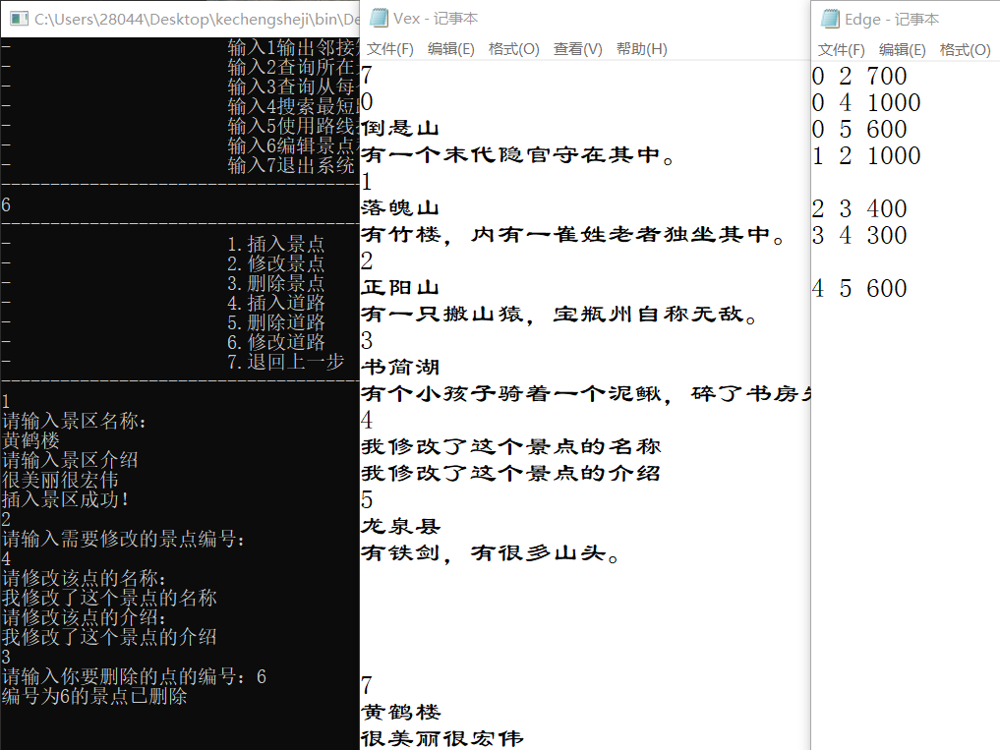 C:\Users\28044\Desktop\kechengsheji\bin\De
- 输入1输出邻接
- 输入2查询所在
- 输入3查询从每
- 输入4搜索最短
- 输入5使用路线
- 输入6编辑景点
- 输入7退出系统
6
- 1.插入景点
- 2.修改景点
- 3.删除景点
- 4.插入道路
- 5.删除道路
- 6.修改道路
- 7.退回上一步
1
请输入景区名称：
黄鹤楼
请输入景区介绍
很美丽很宏伟
插入景区成功！
2
请输入需要修改的景点编号：
4
请修改该点的名称：
我修改了这个景点的名称
请修改该点的介绍：
我修改了这个景点的介绍
3
请输入你要删除的点的编号：6
编号为6的景点已删除
Vex - 记事本
文件(F) 编辑(E) 格式(O) 查看(V) 帮助(H)
7
0
倒悬山
有一个末代隐官守在其中。
1
落魄山
有竹楼，内有一崔姓老者独坐其中。
2
正阳山
有一只搬山猿，宝瓶州自称无敌。
3
书简湖
有个小孩子骑着一个泥鳅，碎了书房
4
我修改了这个景点的名称
我修改了这个景点的介绍
5
龙泉县
有铁剑，有很多山头。
7
黄鹤楼
很美丽很宏伟
Edge - 记事本
文件(F) 编辑(E) 格式(O)
0 2 700
0 4 1000
0 5 600
1 2 1000
2 3 400
3 4 300
4 5 600